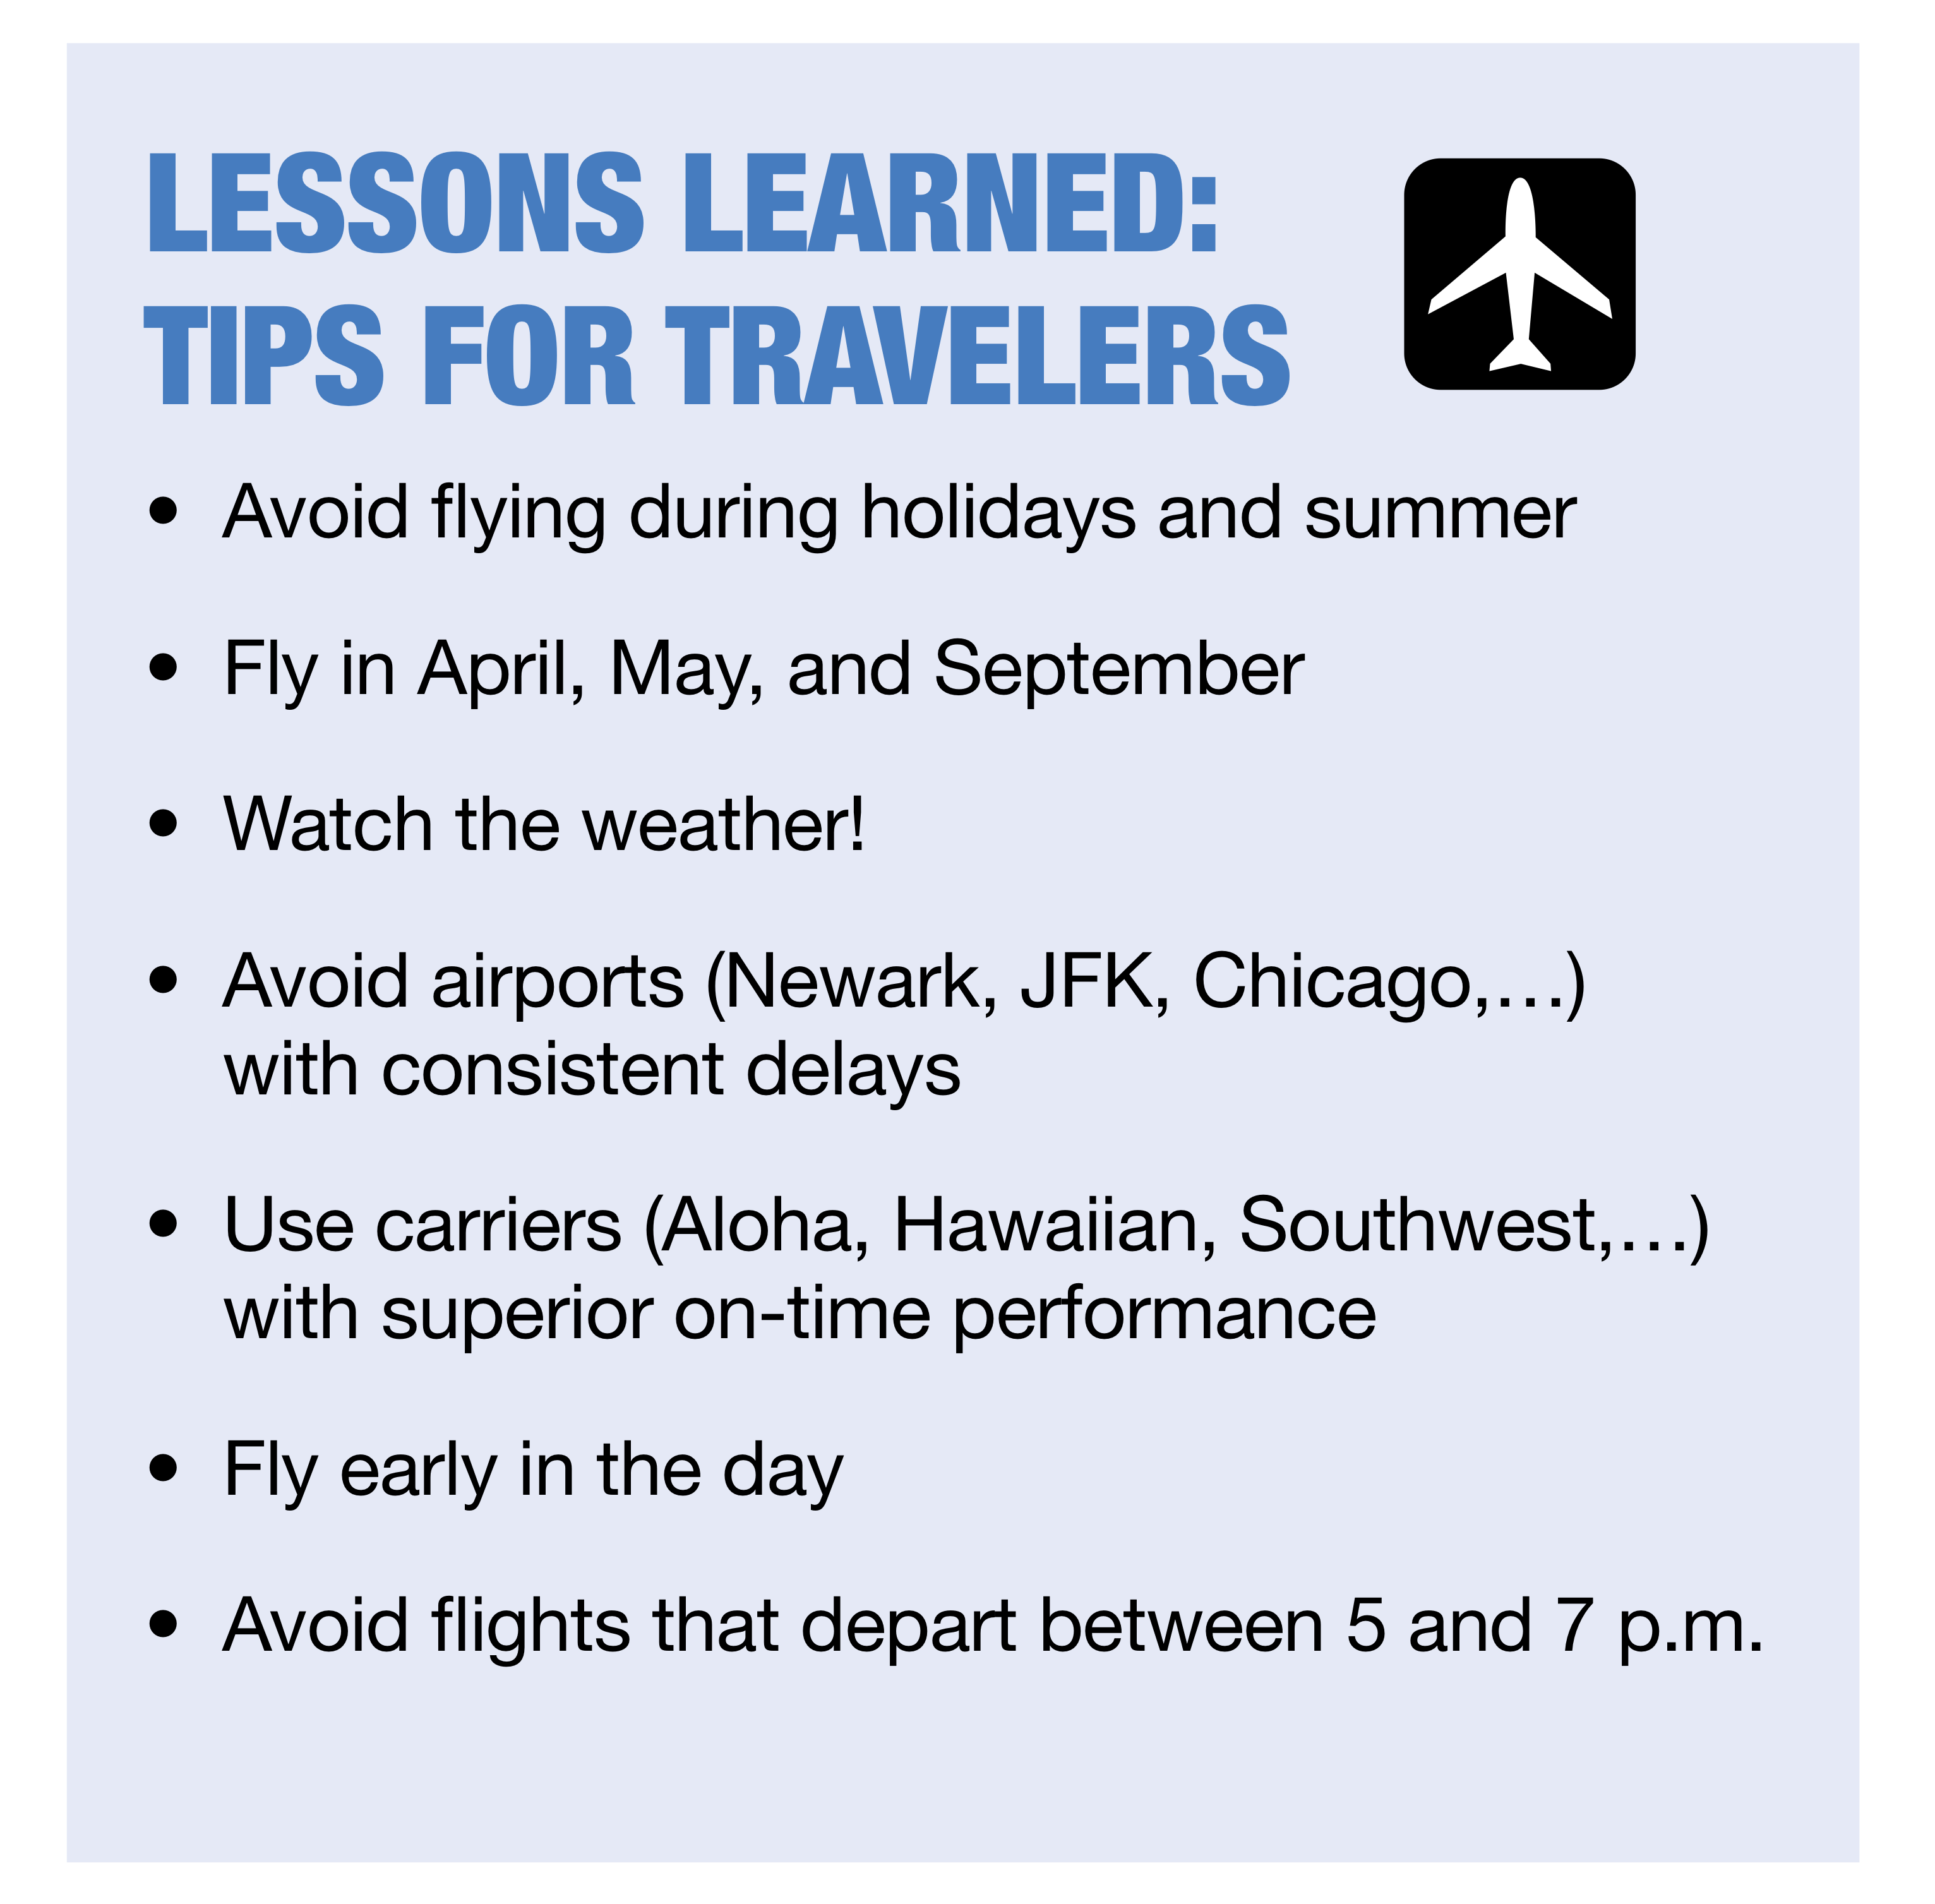 LESSONS LEARNED:
TIPS FOR TRAVELERS
• Avoid flying during holidays and summer
• Fly in April, May, and September
• Watch the weather!
• Avoid airports (Newark, JFK, Chicago,…)
with consistent delays
• Use carriers (Aloha, Hawaiian, Southwest,…)
with superior on-time performance
• Fly early in the day
• Avoid flights that depart between 5 and 7 p.m.